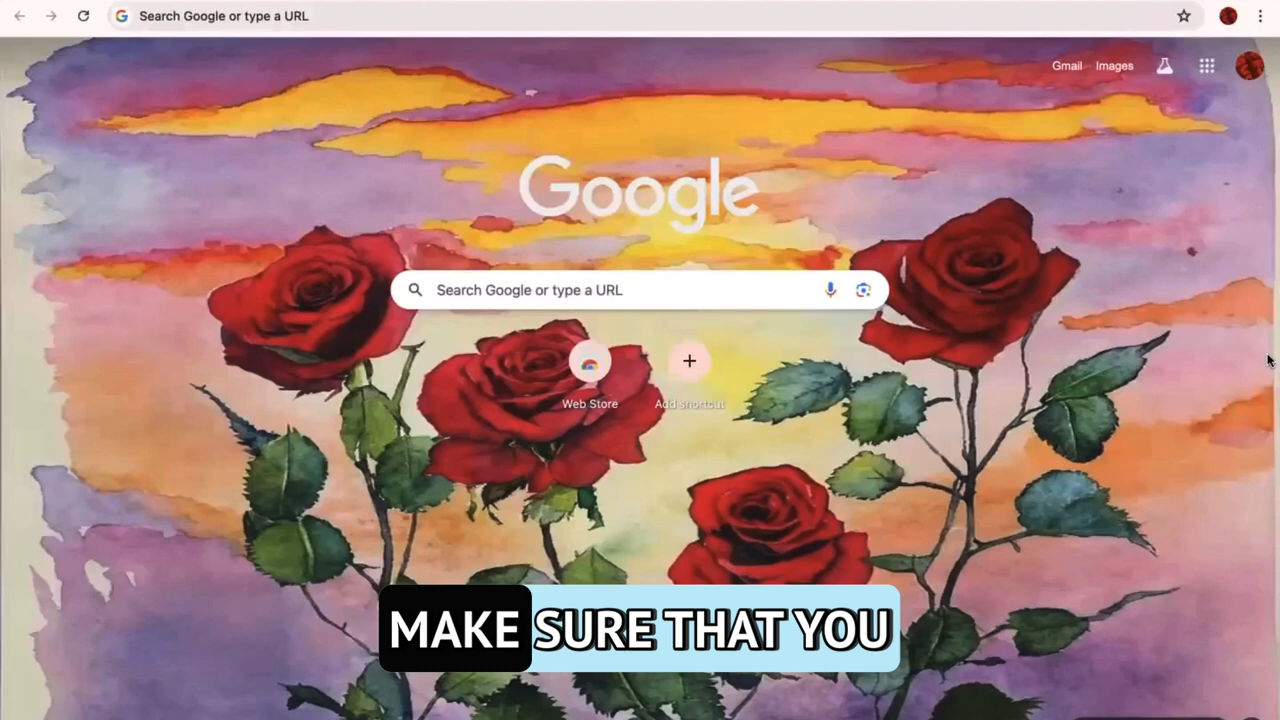 Search Google or type a URL
Gmail Images
Google
Search Google or type a URL
Web Store Add shortcut
MAKE SURE THAT YOU